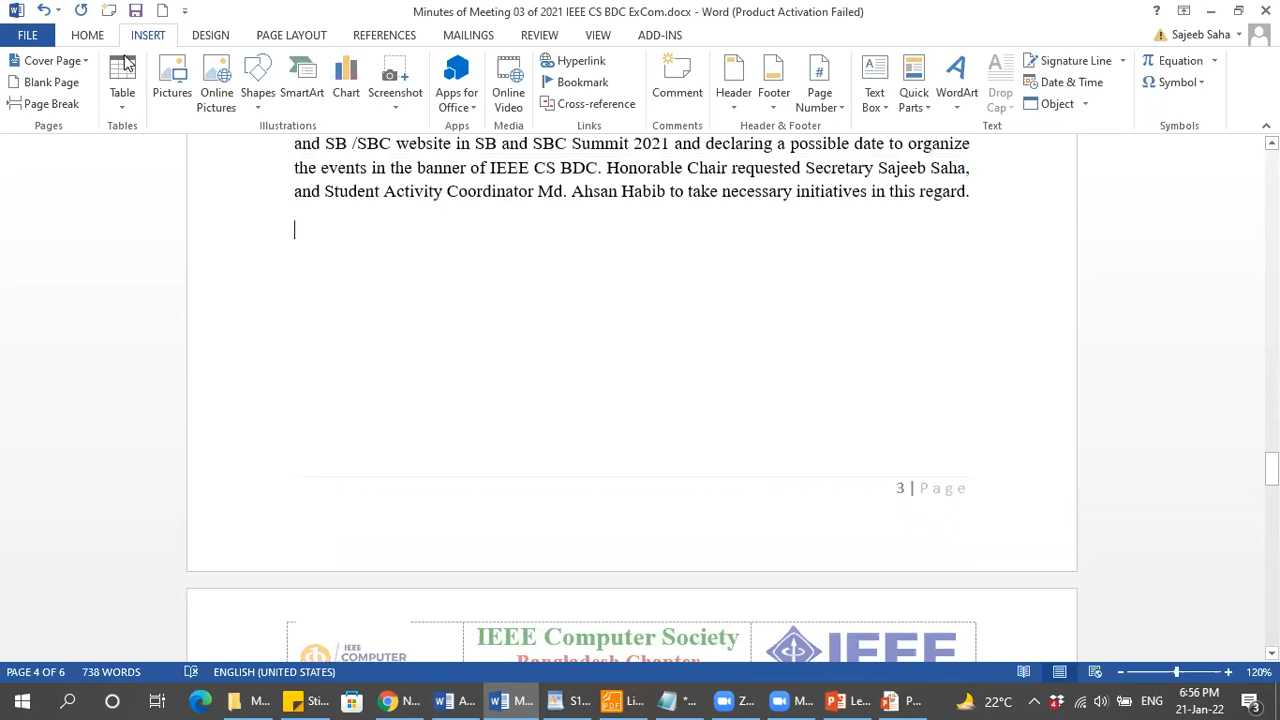 Minutes of Meeting 03 of 2021 IEEE CS BDC ExCom.docx - Word (Product Activation Failed)
FILE HOME INSERT DESIGN PAGE LAYOUT REFERENCES MAILINGS REVIEW VIEW ADD-INS Sajeeb Saha
Cover Page
Blank Page
Page Break
Pages
Table
Tables
Pictures
Online Pictures
Shapes
SmartArt
Chart
Screenshot
Illustrations
Apps for Office
Apps
Online Video
Media
Hyperlink
Bookmark
Cross-reference
Links
Comment
Comments
Header
Footer
Page Number
Header & Footer
Text Box
Quick Parts
WordArt
Drop Cap
Signature Line
Date & Time
Object
Text
Equation
Symbol
Symbols
and SB /SBC website in SB and SBC Summit 2021 and declaring a possible date to organize
the events in the banner of IEEE CS BDC. Honorable Chair requested Secretary Sajeeb Saha,
and Student Activity Coordinator Md. Ahsan Habib to take necessary initiatives in this regard.
3 | Page
IEEE Computer Society
Bangladesh Chapter
IEEE
COMPUTER
IEEE
PAGE 4 OF 6 738 WORDS ENGLISH (UNITED STATES) 120%
M... Sti... N... A... M... S1... Li... *... Z... M... Le... P... 22°C ENG
6:56 PM
21-Jan-22
3